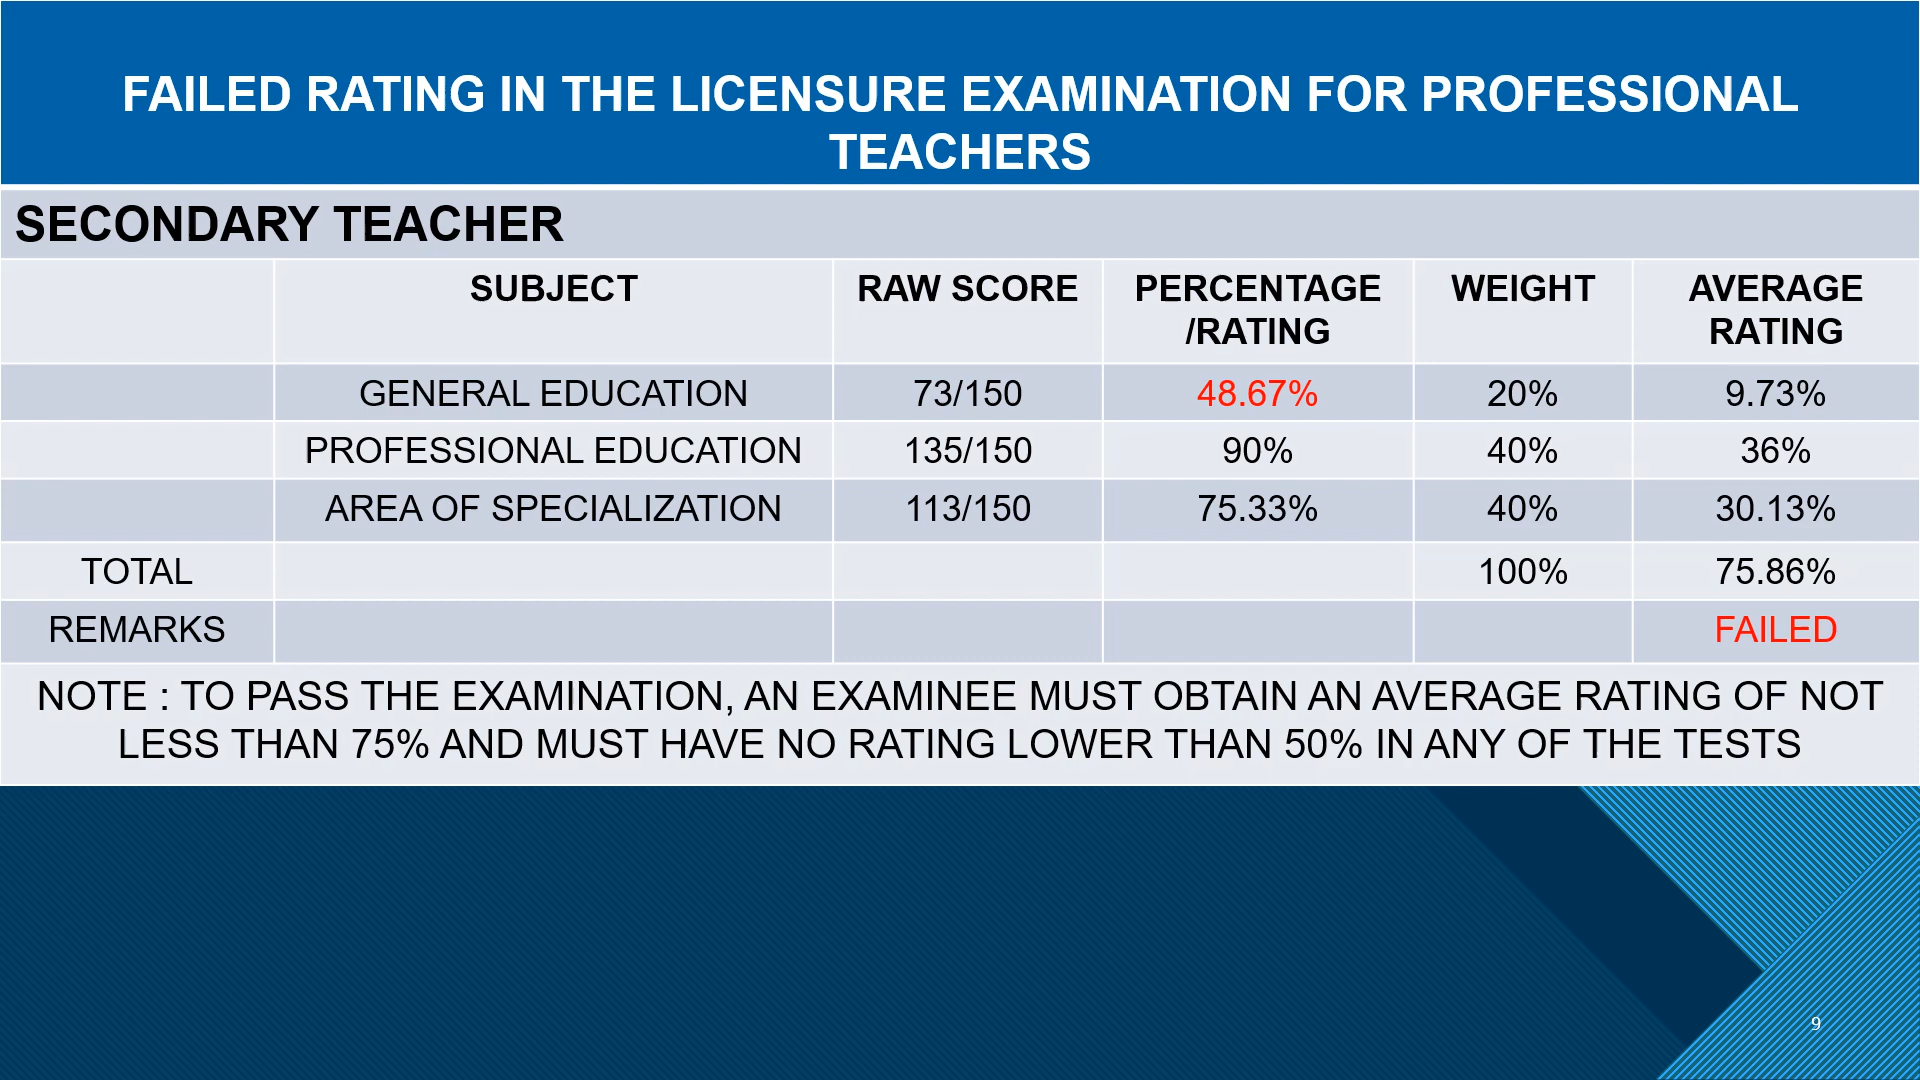 FAILED RATING IN THE LICENSURE EXAMINATION FOR PROFESSIONAL
TEACHERS
SECONDARY TEACHER
SUBJECT RAW SCORE PERCENTAGE /RATING WEIGHT AVERAGE RATING
GENERAL EDUCATION 73/150 48.67% 20% 9.73%
PROFESSIONAL EDUCATION 135/150 90% 40% 36%
AREA OF SPECIALIZATION 113/150 75.33% 40% 30.13%
TOTAL 100% 75.86%
REMARKS FAILED
NOTE : TO PASS THE EXAMINATION, AN EXAMINEE MUST OBTAIN AN AVERAGE RATING OF NOT
LESS THAN 75% AND MUST HAVE NO RATING LOWER THAN 50% IN ANY OF THE TESTS
9